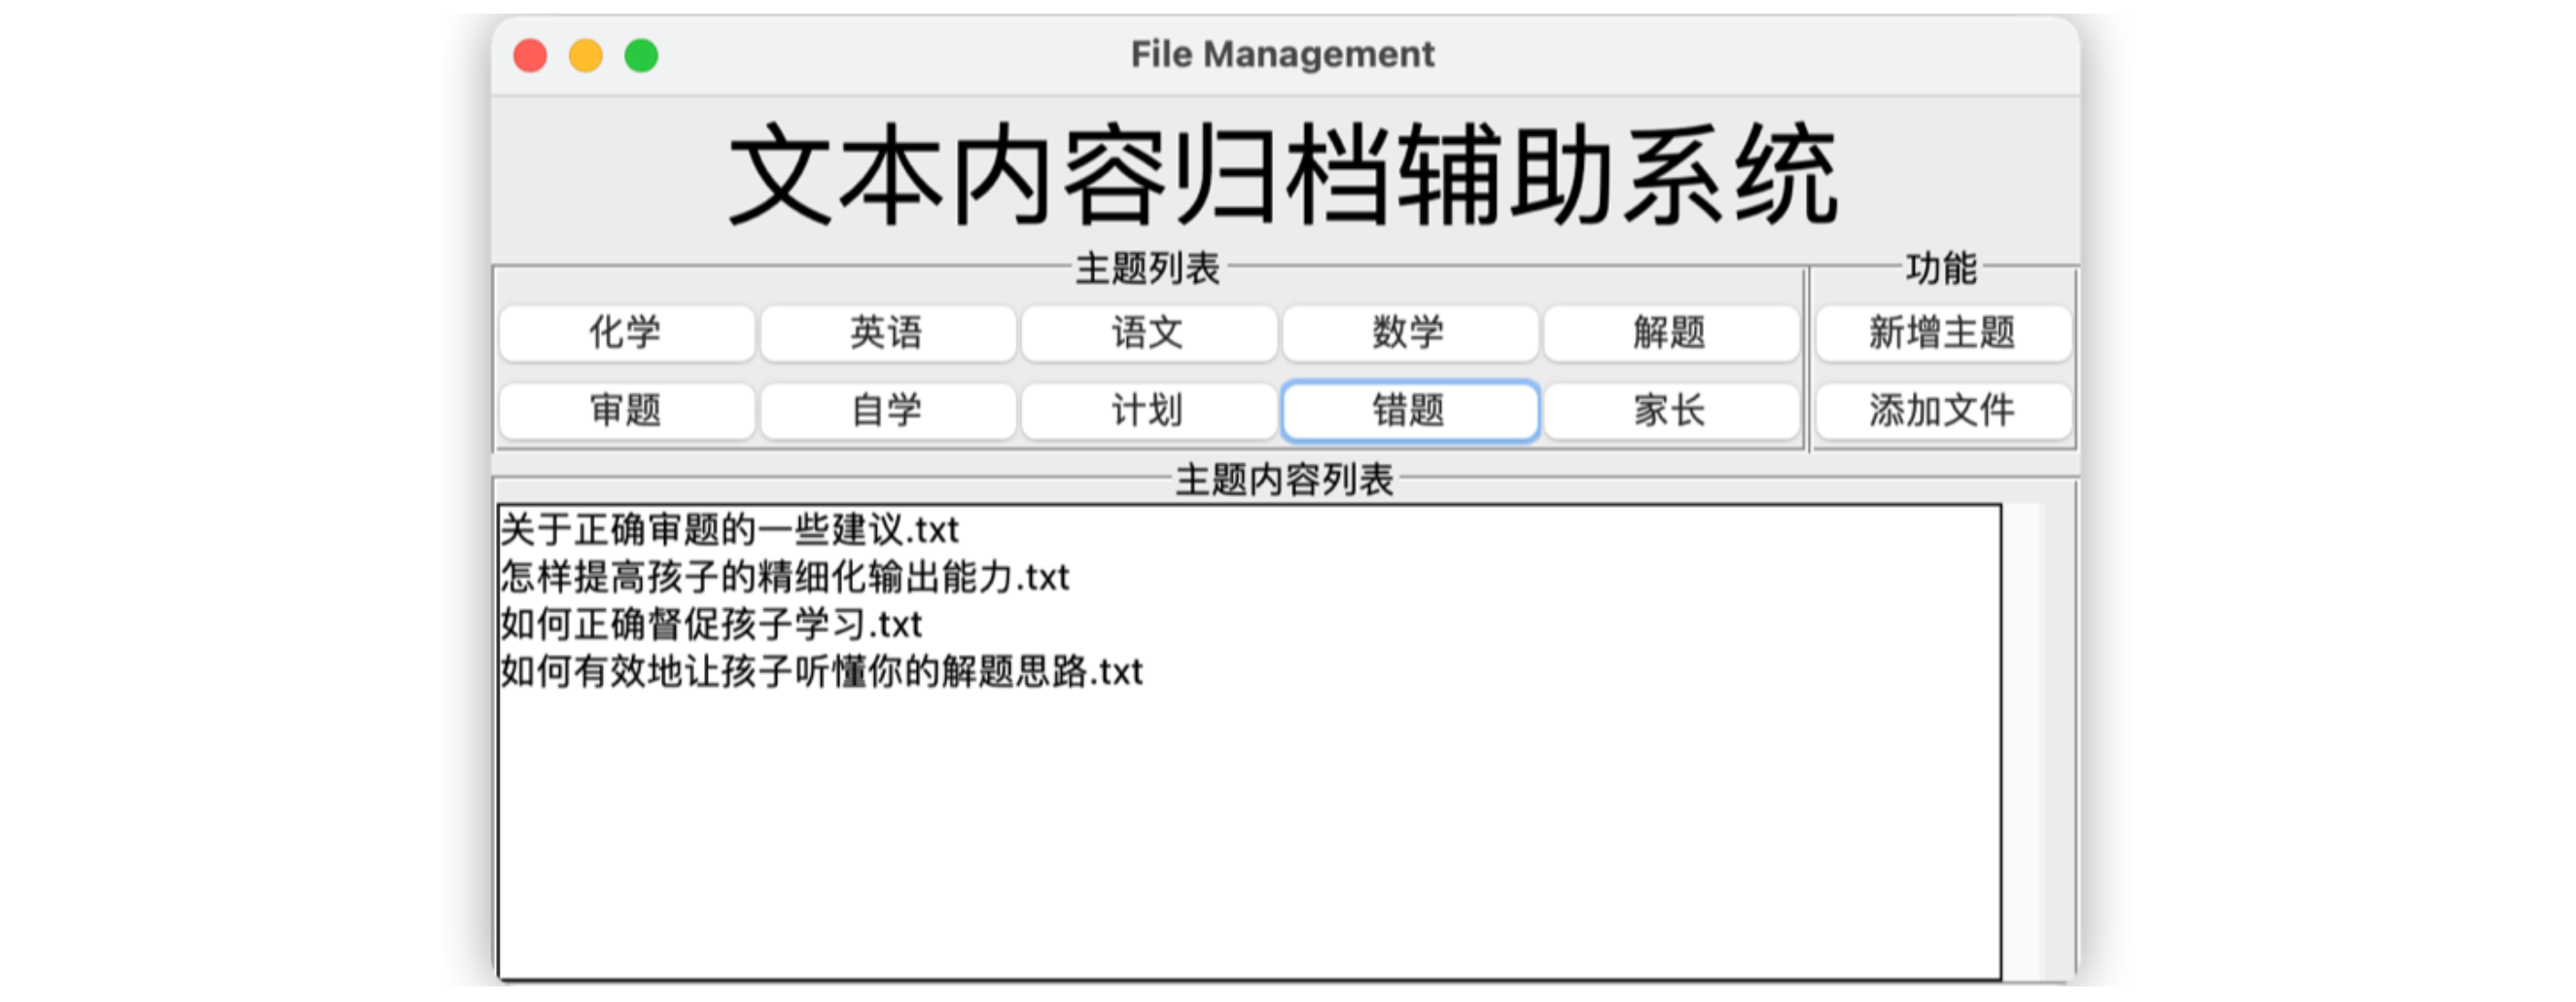 File Management
文本内容归档辅助系统
主题列表
功能
化学 英语 语文 数学 解题 新增主题
审题 自学 计划 错题 家长 添加文件
主题内容列表
关于正确审题的一些建议.txt
怎样提高孩子的精细化输出能力.txt
如何正确督促孩子学习.txt
如何有效地让孩子听懂你的解题思路.txt